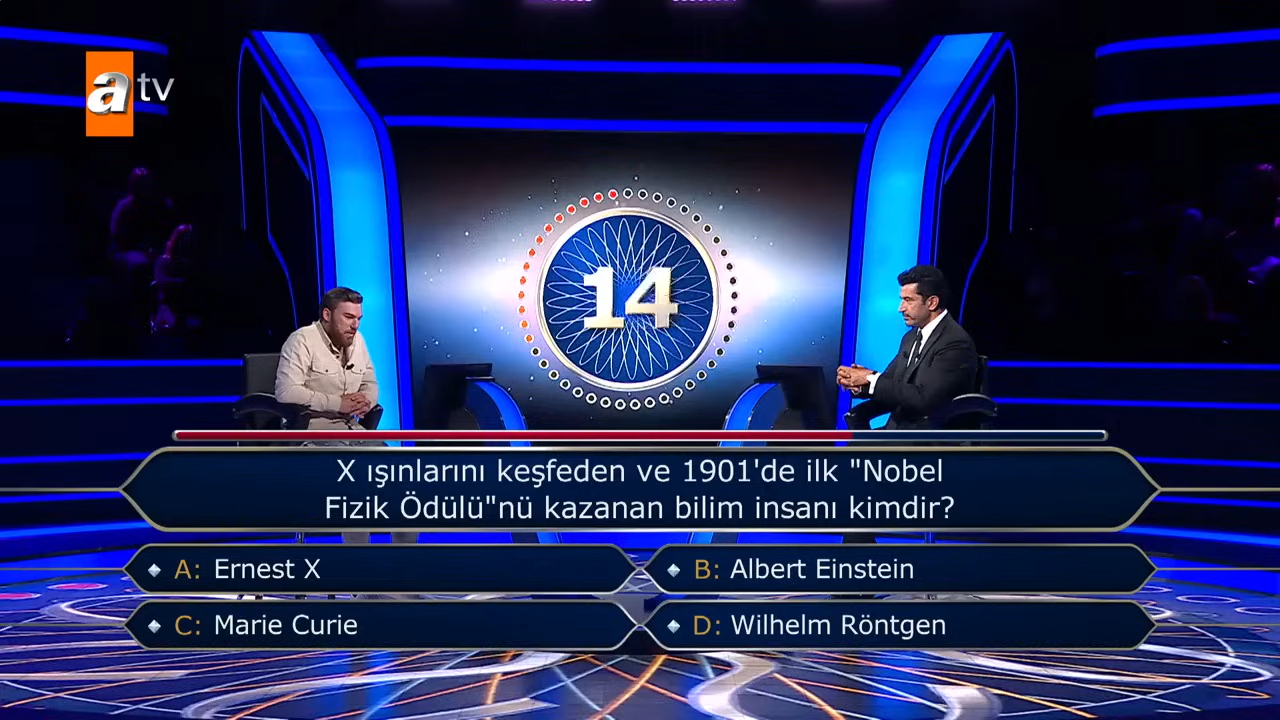 atv
14
X ışınlarını keşfeden ve 1901'de ilk "Nobel
Fizik Ödülü"nü kazanan bilim insanı kimdir?
A: Ernest X
B: Albert Einstein
C: Marie Curie
D: Wilhelm Röntgen